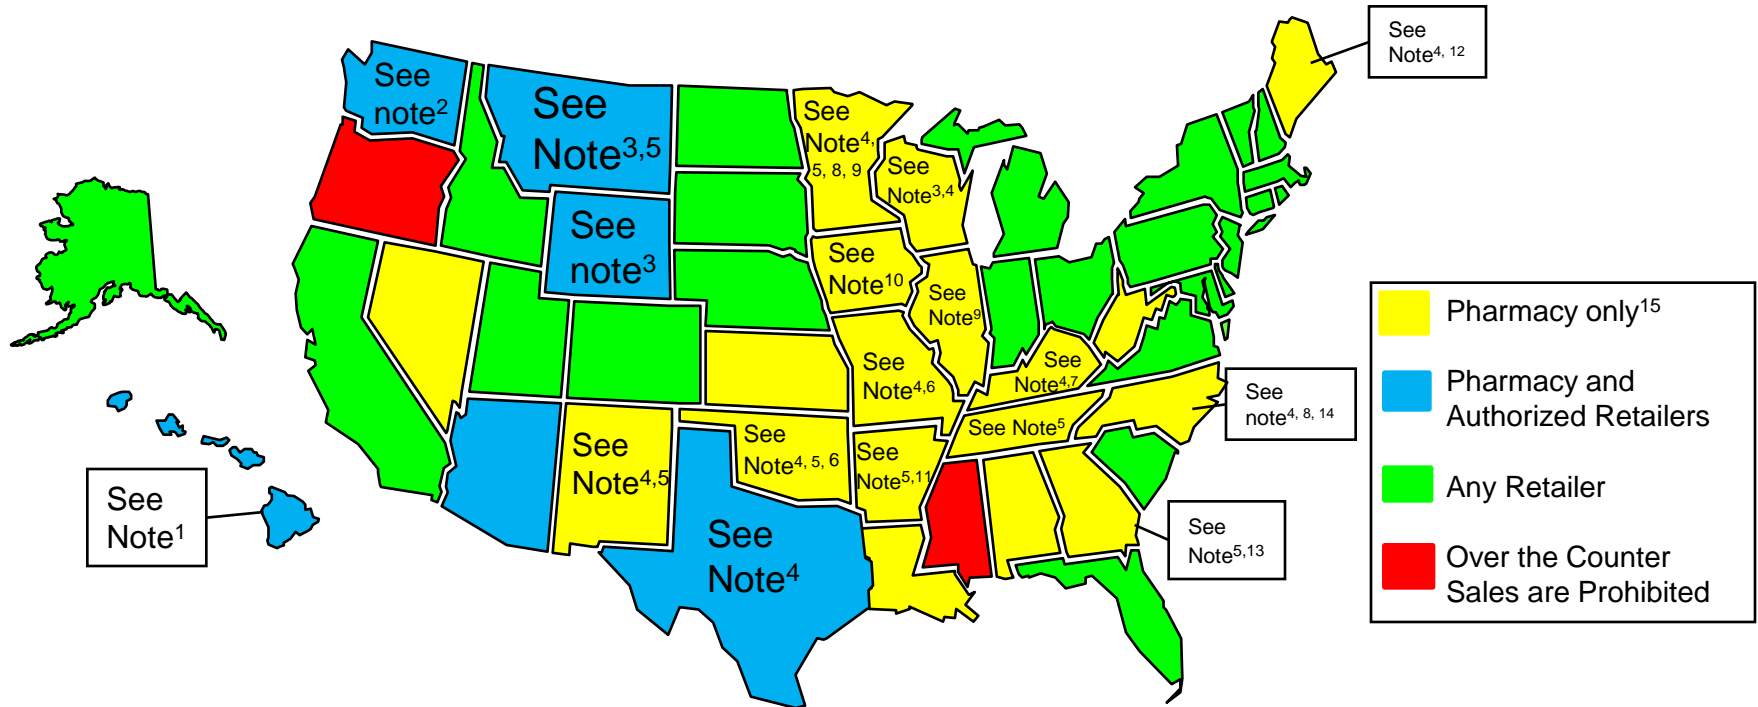 See
Note4, 12
See
note2
See
Note3,5
See
Note4,
5, 8, 9
See
Note3,4
See
note3
See
Note10
See
Note9
See
Note4,6
See
Note4,7
See
note4, 8, 14
See Note5
See
Note4,5
See
Note4, 5, 6
See
Note5,11
See
Note1
See
Note4
See
Note5,13
Pharmacy only15
Pharmacy and
Authorized Retailers
Any Retailer
Over the Counter
Sales are Prohibited